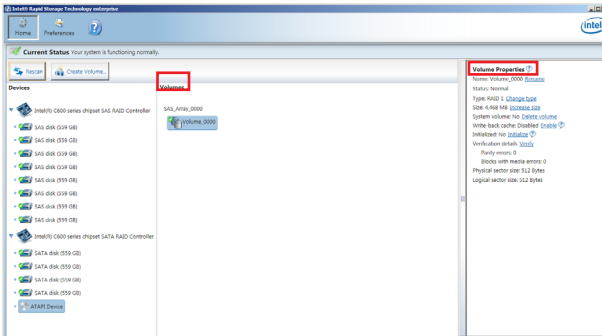 Intel® Rapid Storage Technology enterprise
Home
Preferences
intel
Current Status Your system is functioning normally.
Rescan
Create Volume...
Devices
Intel(R) C600 series chipset SAS RAID Controller
SAS disk (559 GB)
SAS disk (559 GB)
SAS disk (559 GB)
SAS disk (559 GB)
SAS disk (559 GB)
SAS disk (559 GB)
SAS disk (559 GB)
SAS disk (559 GB)
Intel(R) C600 series chipset SATA RAID Controller
SATA disk (559 GB)
SATA disk (559 GB)
SATA disk (559 GB)
SATA disk (559 GB)
ATAPI Device
Volumes
SAS_Array_0000
Volume_0000
Volume Properties
Name: Volume_0000 Rename
Status: Normal
Type: RAID 1 Change type
Size: 4,468 MB Increase size
System volume: No Delete volume
Write-back cache: Disabled Enable
Initialized: No Initialize
Verification details Verify
Parity errors: 0
Blocks with media errors: 0
Physical sector size: 512 Bytes
Logical sector size: 512 Bytes